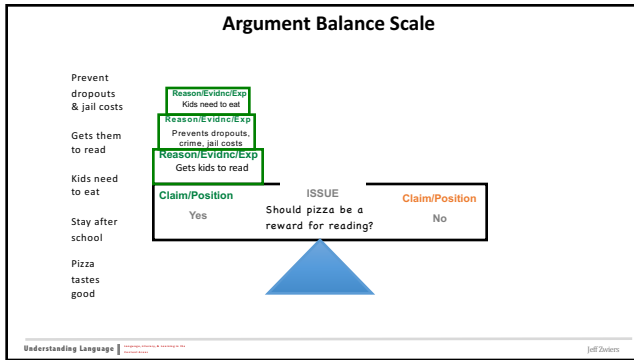 Argument Balance Scale
Prevent
dropouts
& jail costs
Gets them
to read
Kids need
to eat
Stay after
school
Pizza
tastes
good
Reason/Evidnc/Exp
Kids need to eat
Reason/Evidnc/Exp
Prevents dropouts,
crime, jail costs
Reason/Evidnc/Exp
Gets kids to read
Claim/Position
Yes
ISSUE
Should pizza be a
reward for reading?
Claim/Position
No
Understanding Language
Jeff Zwiers